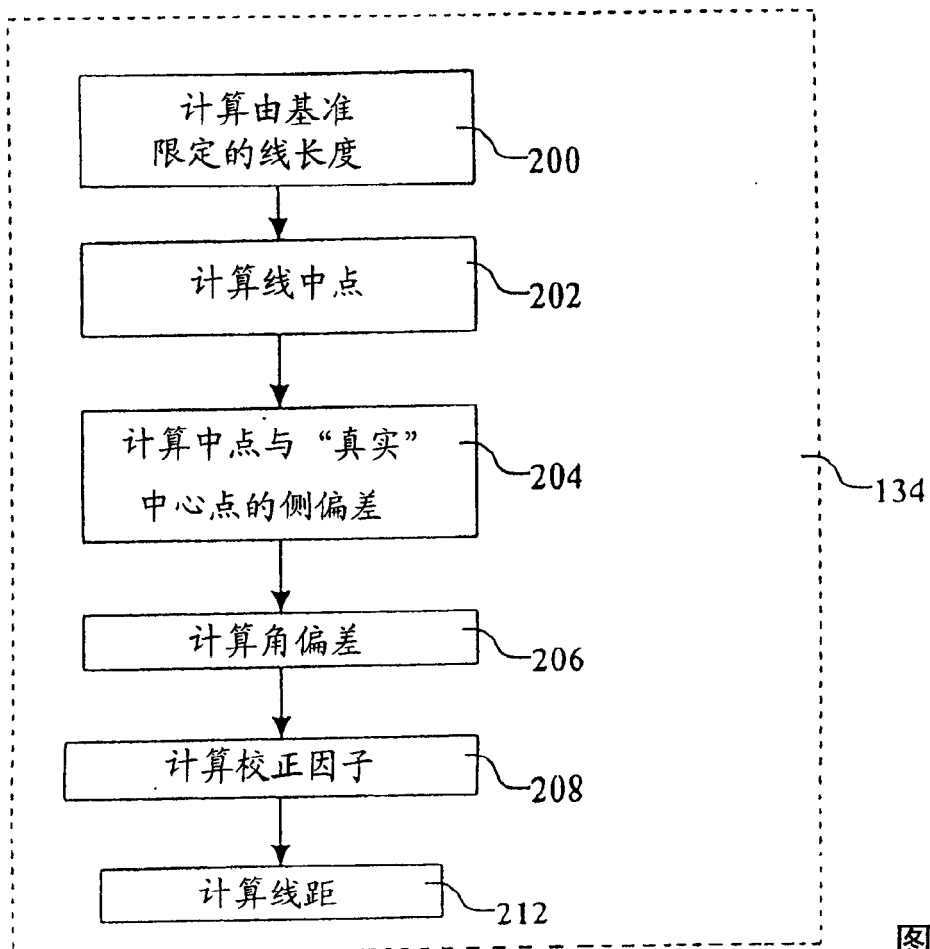 计算由基准
限定的线长度
200
计算线中点
202
计算中点与“真实”
中心点的侧偏差
204
134
计算角偏差
206
计算校正因子
208
计算线距
212
图